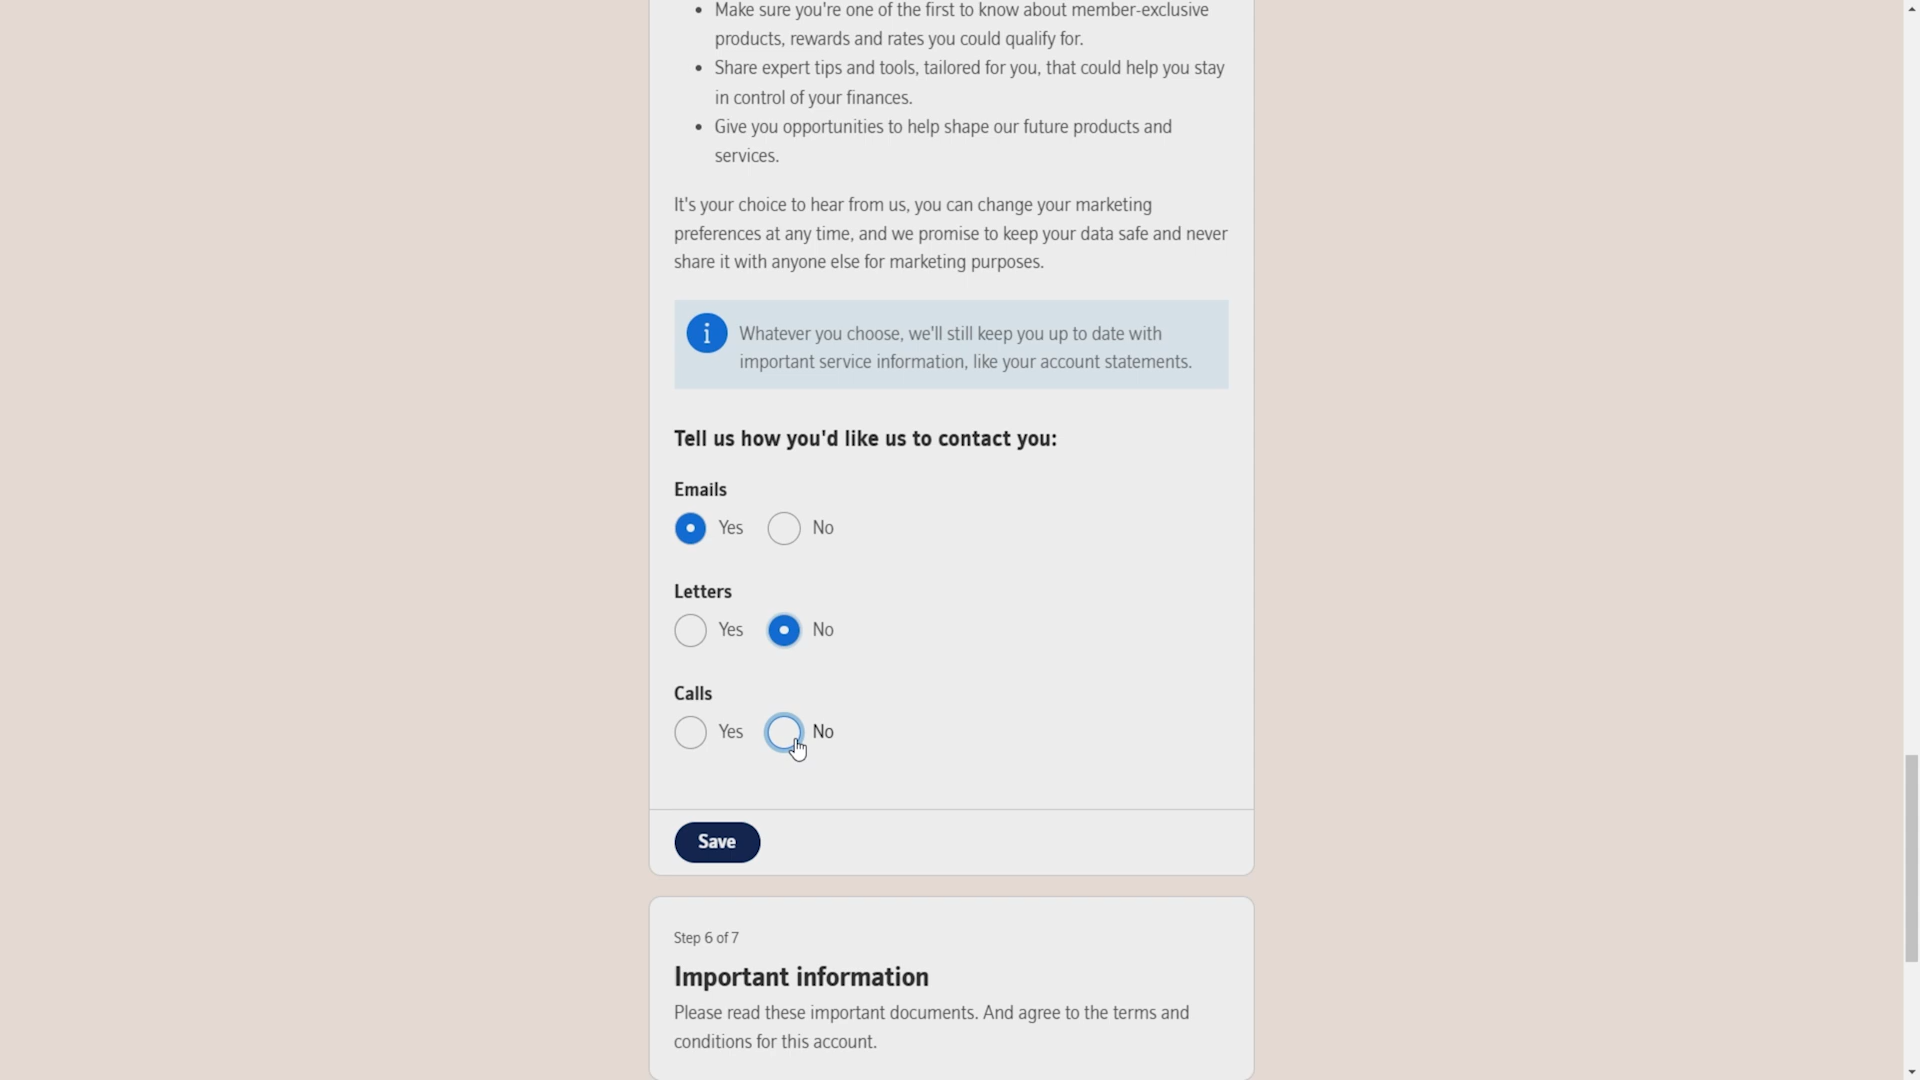 Make sure you're one of the first to know about member-exclusive
products, rewards and rates you could qualify for.
Share expert tips and tools, tailored for you, that could help you stay
in control of your finances.
Give you opportunities to help shape our future products and
services.
It's your choice to hear from us, you can change your marketing
preferences at any time, and we promise to keep your data safe and never
share it with anyone else for marketing purposes.
i
Whatever you choose, we'll still keep you up to date with
important service information, like your account statements.
Tell us how you'd like us to contact you:
Emails
Yes No
Letters
Yes No
Calls
Yes No
Save
Step 6 of 7
Important information
Please read these important documents. And agree to the terms and
conditions for this account.